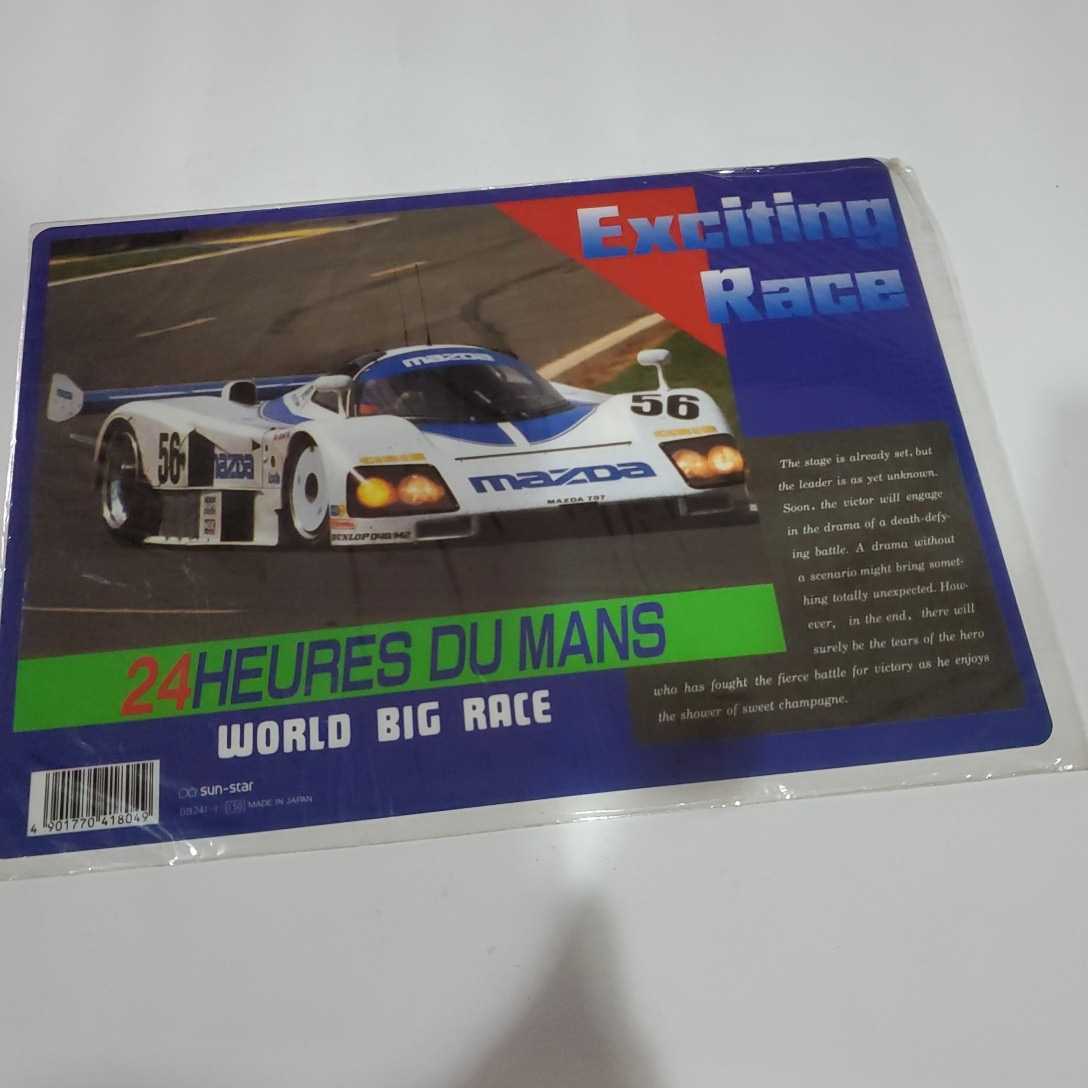 Exciting
Race
mazda
56
56
mazda
mazda
MAZDA 767
DUNLOP
The stage is already set, but
the leader is as yet unknown.
Soon, the victor will engage
in the drama of a death-defy-
ing battle. A drama without
a scenario might bring somet-
hing totally unexpected. How-
ever, in the end, there will
surely be the tears of the hero
who has fought the fierce battle for victory as he enjoys
the shower of sweet champagne.
24HEURES DU MANS
WORLD BIG RACE
sun-star
MADE IN JAPAN
4 901770 418049